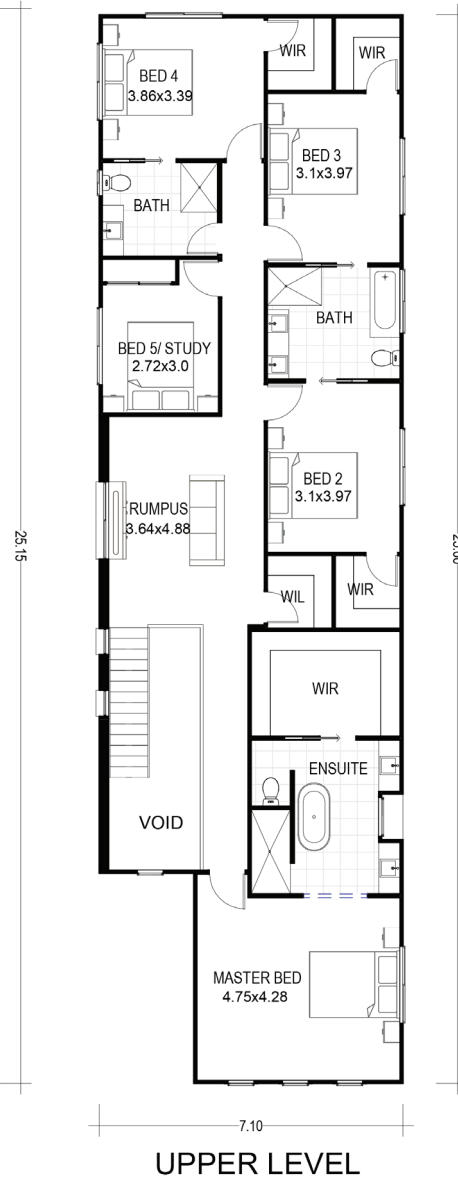 WIR
WIR
BED 4
3.86x3.39
BED 3
3.1x3.97
BATH
BATH
BED 5/ STUDY
2.72x3.0
BED 2
3.1x3.97
RUMPUS
3.64x4.88
25.15
WIL
WIR
WIR
ENSUITE
VOID
MASTER BED
4.75x4.28
7.10
UPPER LEVEL